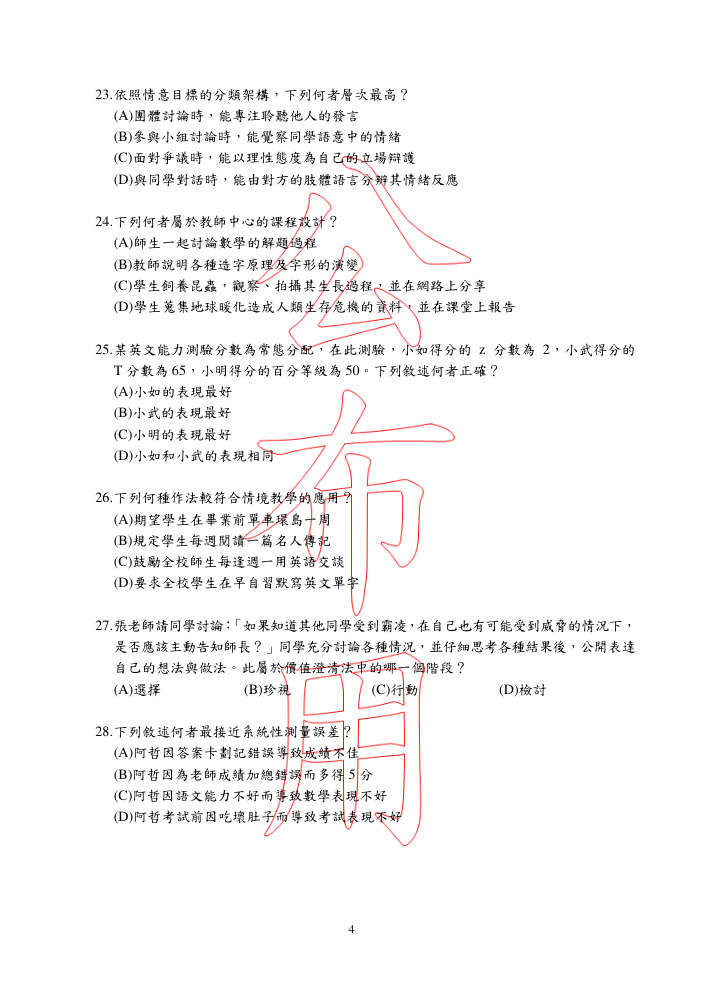 23.依照情意目標的分類架構，下列何者層次最高？
(A)團體討論時，能專注聆聽他人的發言
(B)參與小組討論時，能覺察同學語意中的情緒
(C)面對爭議時，能以理性態度為自己的立場辯護
(D)與同學對話時，能由對方的肢體語言分辨其情緒反應
24.下列何者屬於教師中心的課程設計？
(A)師生一起討論數學的解題過程
(B)教師說明各種造字原理及字形的演變
(C)學生飼養昆蟲，觀察、拍攝其生長過程，並在網路上分享
(D)學生蒐集地球暖化造成人類生存危機的資料，並在課堂上報告
25.某英文能力測驗分數為常態分配，在此測驗，小如得分的 z 分數為 2，小武得分的
T 分數為 65，小明得分的百分等級為 50。下列敘述何者正確？
(A)小如的表現最好
(B)小武的表現最好
(C)小明的表現最好
(D)小如和小武的表現相同
26.下列何種作法較符合情境教學的應用？
(A)期望學生在畢業前單車環島一周
(B)規定學生每週閱讀一篇名人傳記
(C)鼓勵全校師生每逢週一用英語交談
(D)要求全校學生在早自習默寫英文單字
27.張老師請同學討論：「如果知道其他同學受到霸凌，在自己也有可能受到威脅的情況下，
是否應該主動告知師長？」同學充分討論各種情況，並仔細思考各種結果後，公開表達
自己的想法與做法。此屬於價值澄清法中的哪一個階段？
(A)選擇 (B)珍視 (C)行動 (D)檢討
28.下列敘述何者最接近系統性測量誤差？
(A)阿哲因答案卡劃記錯誤導致成績不佳
(B)阿哲因為老師成績加總錯誤而多得 5 分
(C)阿哲因語文能力不好而導致數學表現不好
(D)阿哲考試前因吃壞肚子而導致考試表現不好
公布用
4